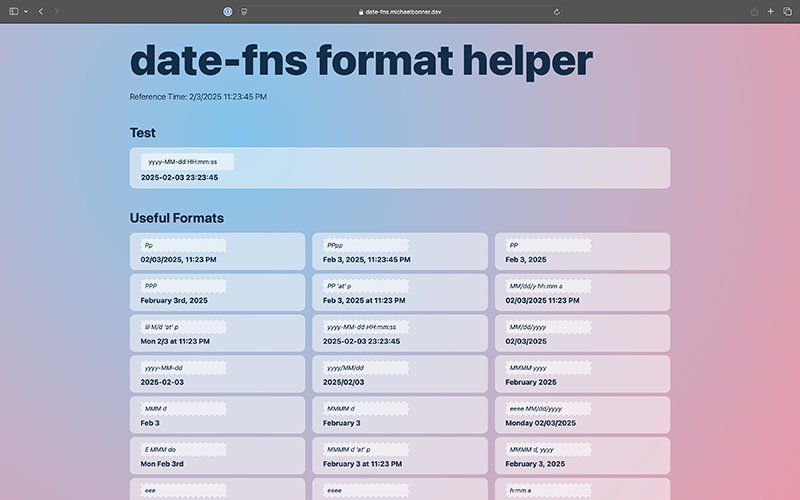 date-fns.michaelbonner.dev
date-fns format helper
Reference Time: 2/3/2025 11:23:45 PM
Test
yyyy-MM-dd HH:mm:ss
2025-02-03 23:23:45
Useful Formats
Pp
02/03/2025, 11:23 PM
PPpp
Feb 3, 2025, 11:23:45 PM
PP
Feb 3, 2025
PPP
February 3rd, 2025
PP 'at' p
Feb 3, 2025 at 11:23 PM
MM/dd/y hh:mm a
02/03/2025 11:23 PM
iii M/d 'at' p
Mon 2/3 at 11:23 PM
yyyy-MM-dd HH:mm:ss
2025-02-03 23:23:45
MM/dd/yyyy
02/03/2025
yyyy-MM-dd
2025-02-03
yyyy/MM/dd
2025/02/03
MMMM yyyy
February 2025
MMM d
Feb 3
MMMM d
February 3
eeee MM/dd/yyyy
Monday 02/03/2025
E MMM do
Mon Feb 3rd
MMMM d 'at' p
February 3 at 11:23 PM
MMMM d, yyyy
February 3, 2025
eee
eeee
h:mm a